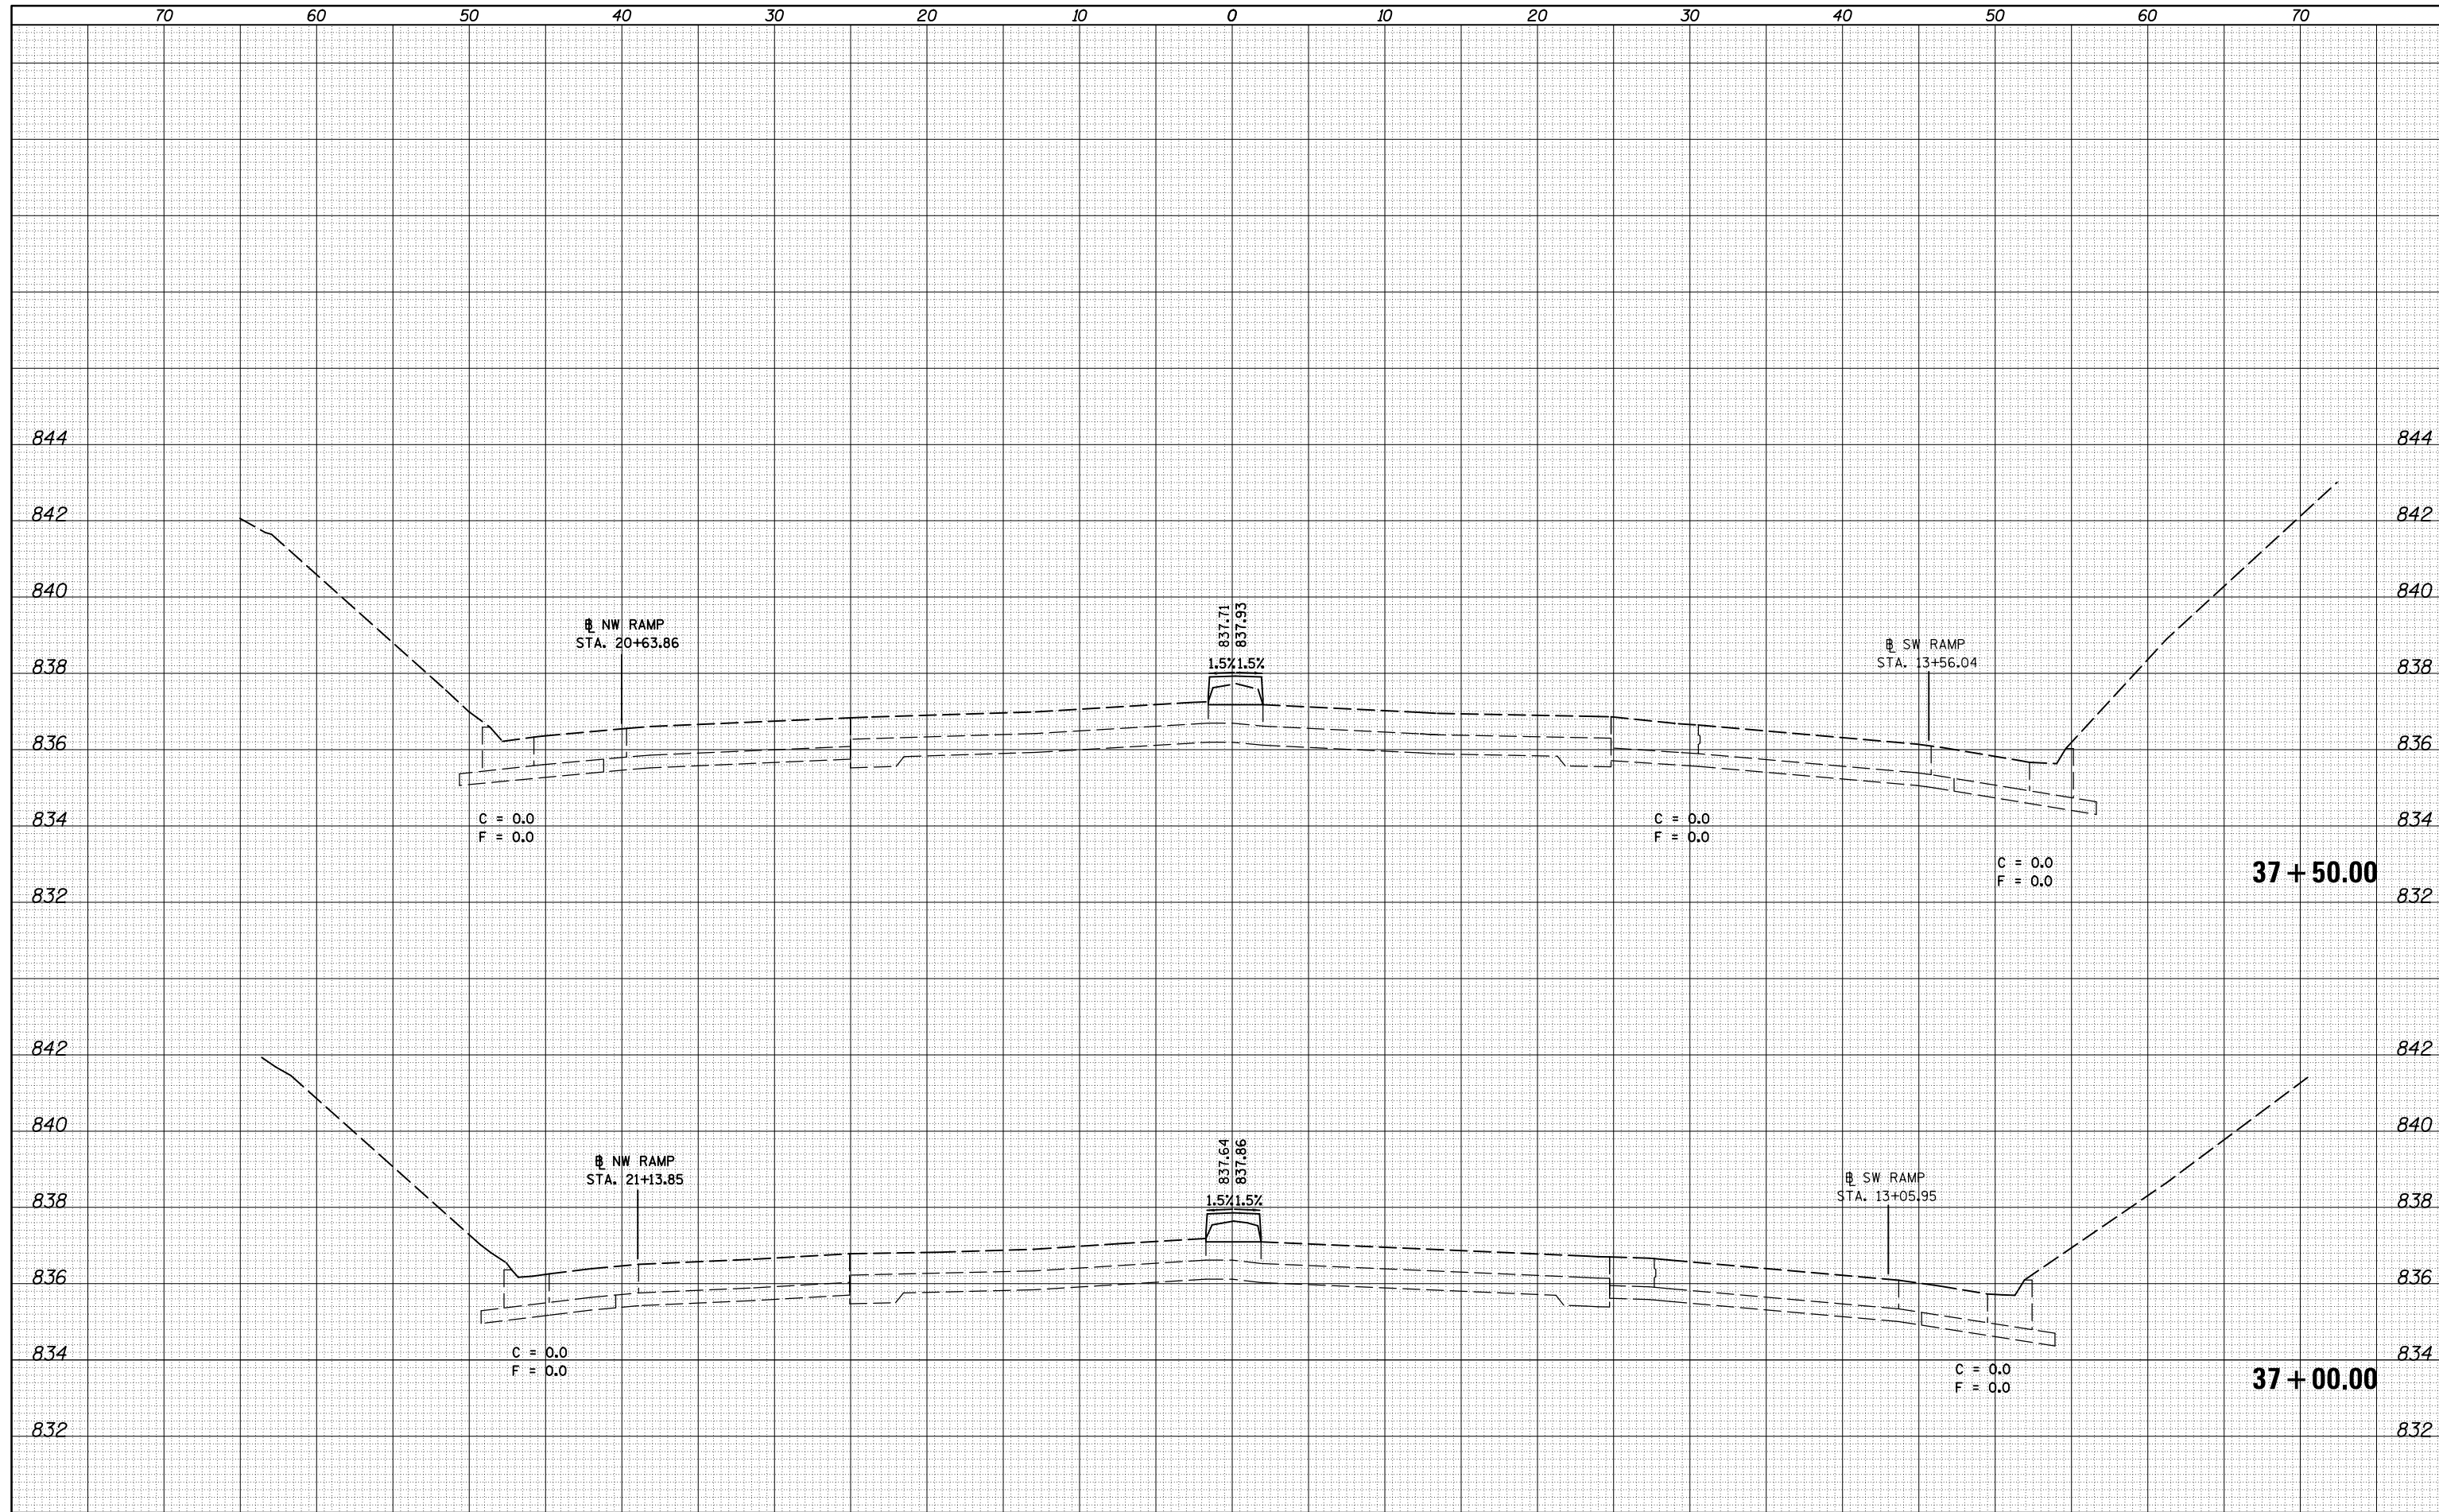 70 60 50 40 30 20 10 0 10 20 30 40 50 60 70
844 844
842 842
840 840
837.71
837.93
℄ NW RAMP
STA. 20+63.86
℄ SW RAMP
STA. 13+56.04
1.5% 1.5%
838 838
836 836
834 834
C = 0.0
F = 0.0
C = 0.0
F = 0.0
C = 0.0
F = 0.0
37+50.00
832 832
842 842
840 840
837.64
837.86
℄ NW RAMP
STA. 21+13.85
℄ SW RAMP
STA. 13+05.95
1.5% 1.5%
838 838
836 836
834 834
C = 0.0
F = 0.0
C = 0.0
F = 0.0
37+00.00
832 832